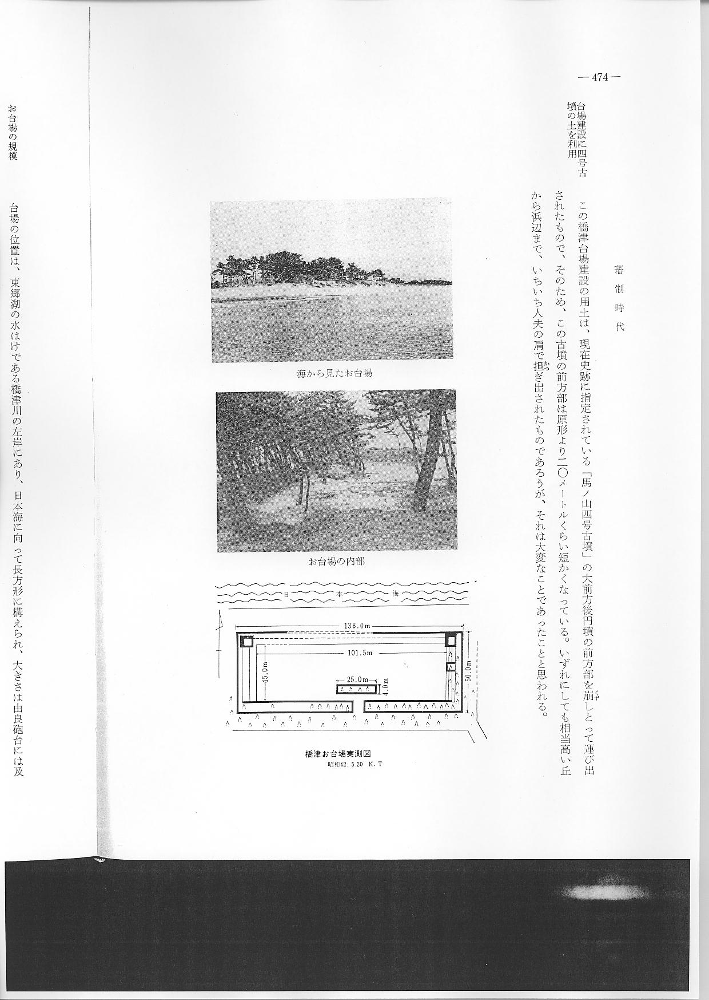 — 474 —
藩制時代
台場建設に四号古
墳の土を利用
この橋津台場建設の用土は、現在史跡に指定されている「馬ノ山四号古墳」の大前方後円墳の前方部を崩しとって運び出
くず
されたもので、そのため、この古墳の前方部は原形より二〇メートルくらい短かくなっている。いずれにしても相当高い丘
から浜辺まで、いちいち人夫の肩で担ぎ出されたものであろうが、それは大変なことであったことと思われる。
かつ
海から見たお台場
お台場の内部
日本海
138.0m
101.5m
45.0m
50.0m
25.0m
4.0m
橋津お台場実測図
昭和42.5.20 K.T
お台場の規模
台場の位置は、東郷湖の水はけである橋津川の左岸にあり、日本海に向って長方形に構えられ、大きさは由良砲台には及